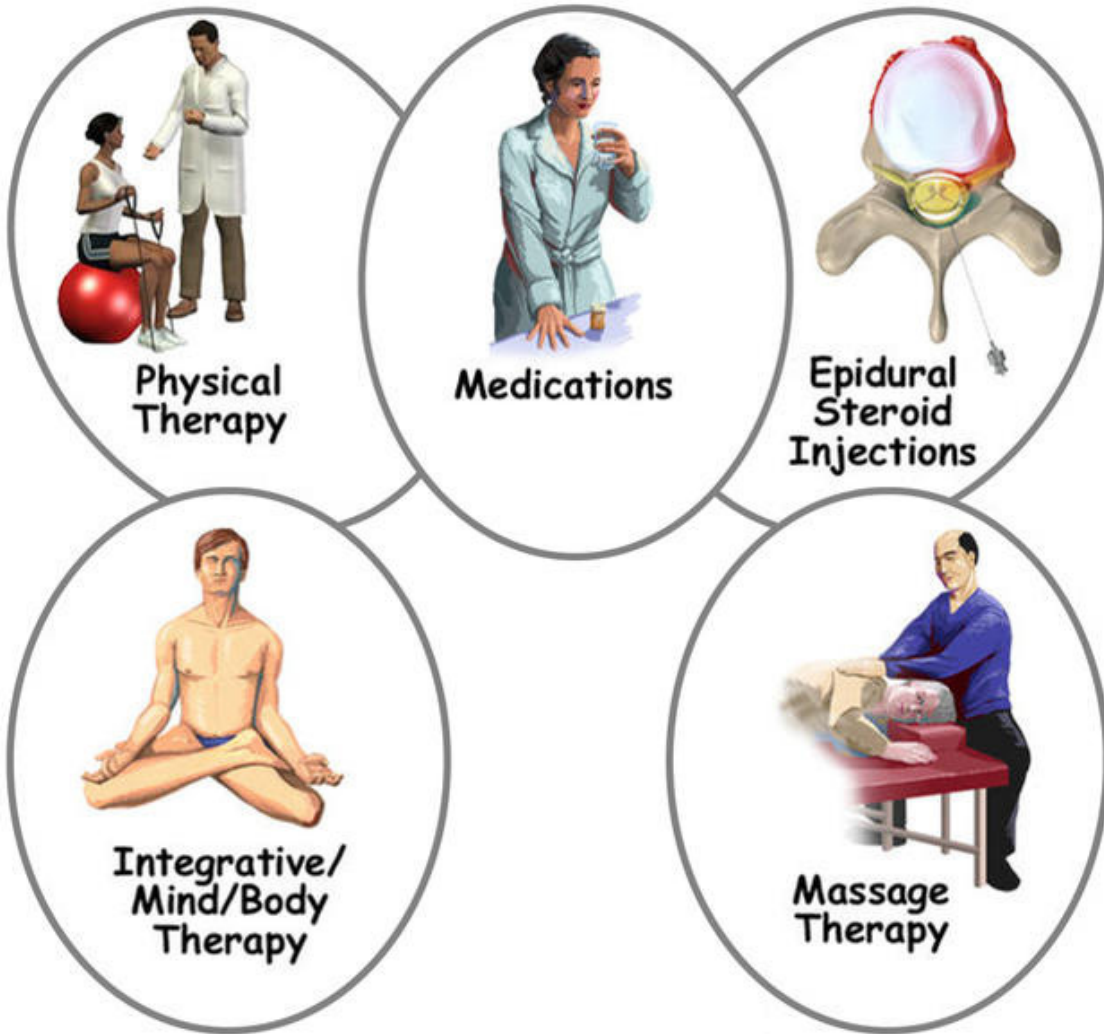 Physical
Therapy
Medications
Epidural
Steroid
Injections
Integrative/
Mind/Body
Therapy
Massage
Therapy